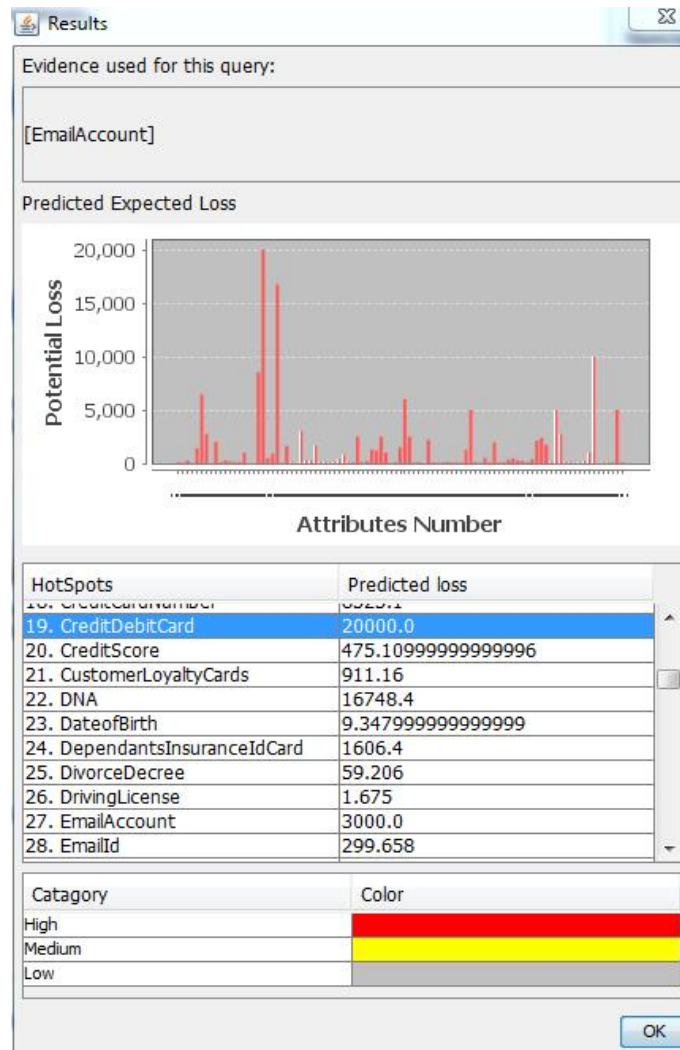 Results
Evidence used for this query:
[EmailAccount]
Predicted Expected Loss
Potential Loss
20,000
15,000
10,000
5,000
0
Attributes Number
HotSpots Predicted loss
18. CreditCardNumber
19. CreditDebitCard 20000.0
20. CreditScore 475.10999999999996
21. CustomerLoyaltyCards 911.16
22. DNA 16748.4
23. DateofBirth 9.347999999999999
24. DependantsInsuranceIdCard 1606.4
25. DivorceDecree 59.206
26. DrivingLicense 1.675
27. EmailAccount 3000.0
28. EmailId 299.658
Catagory Color
High
Medium
Low
OK